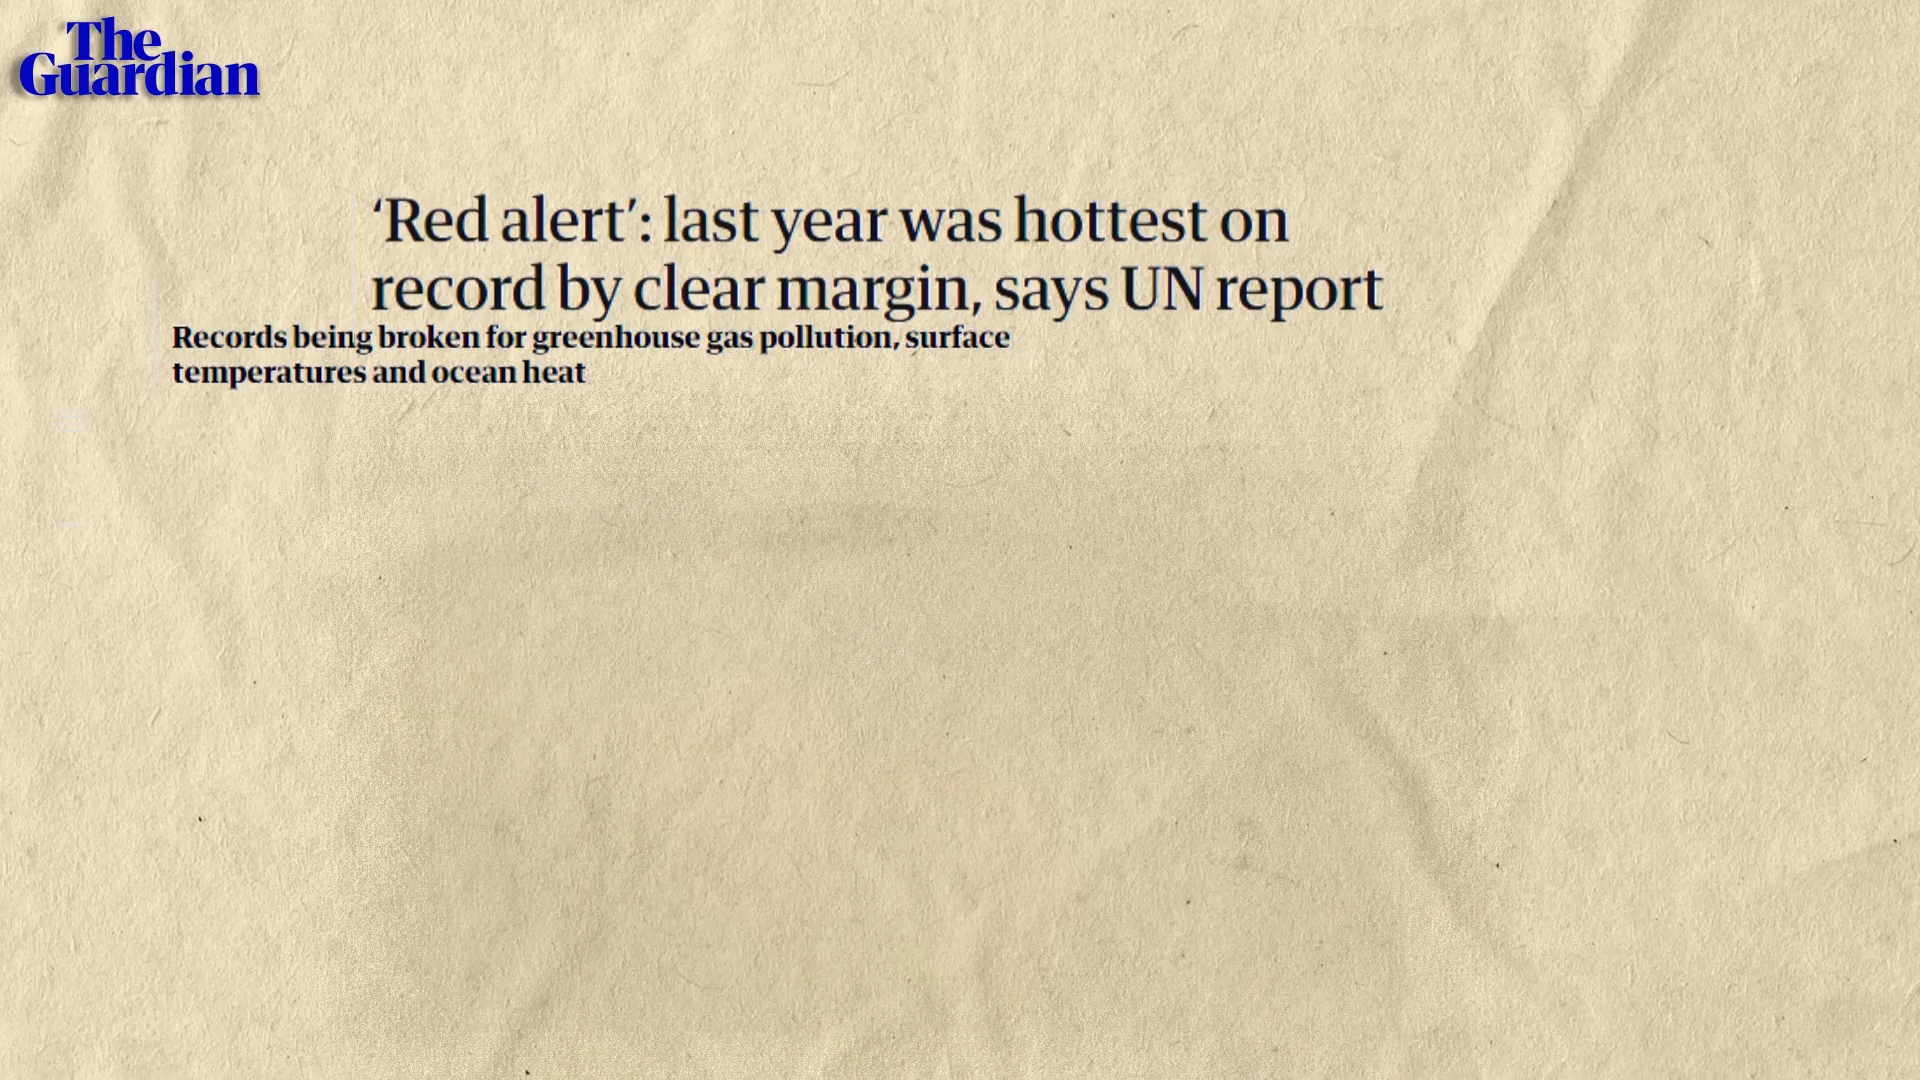 The
Guardian
‘Red alert’: last year was hottest on
record by clear margin, says UN report
Records being broken for greenhouse gas pollution, surface
temperatures and ocean heat